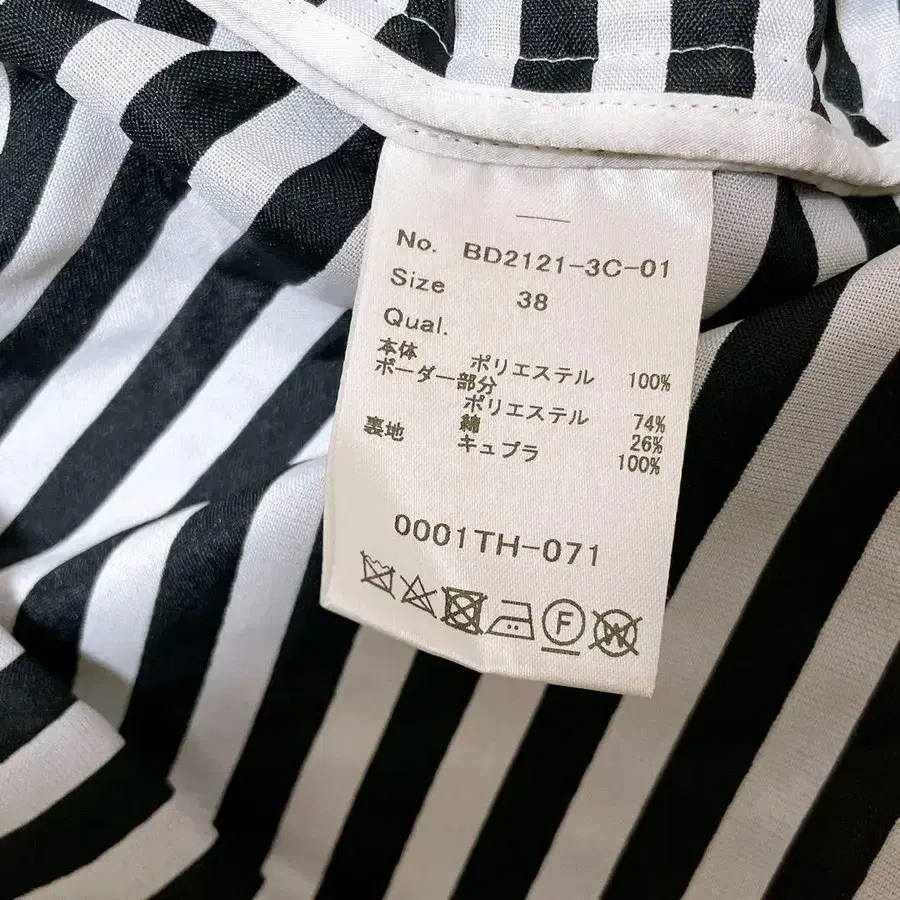 No. BD2121-3C-01
Size 38
Qual.
本体 ポリエステル 100%
ボーダー部分
ポリエステル 74%
綿 26%
裏地 キュプラ 100%
0001TH-071
F W